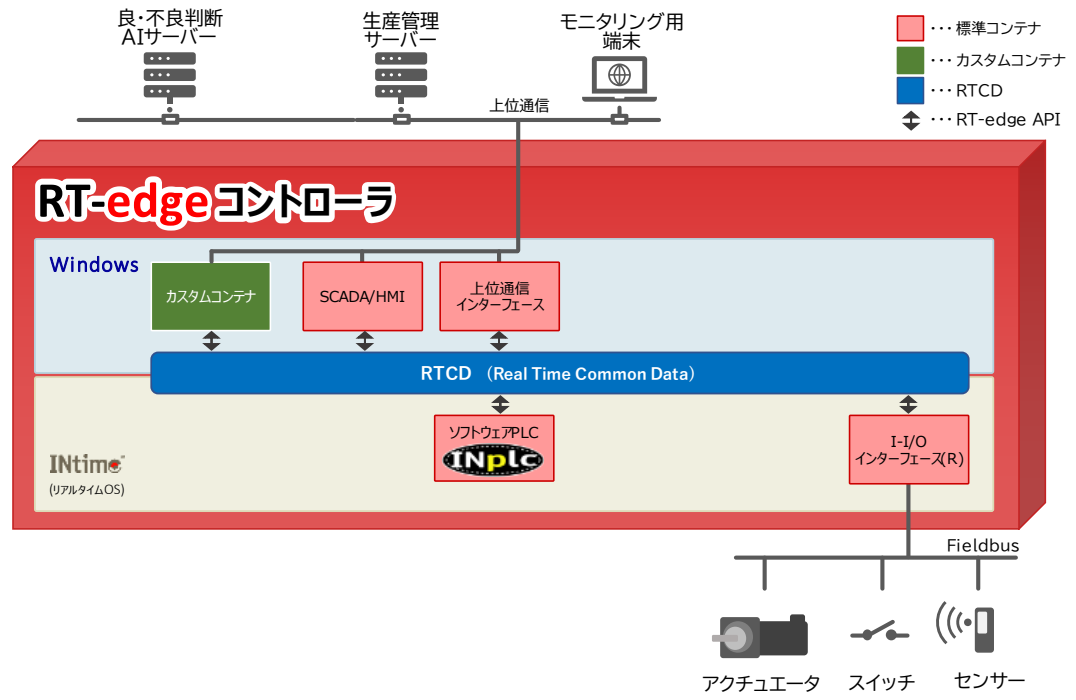 良・不良判断
AIサーバー
生産管理
サーバー
モニタリング用
端末
上位通信
・・・標準コンテナ
・・・カスタムコンテナ
・・・RTCD
・・・RT-edge API
RT-edgeコントローラ
Windows
カスタムコンテナ
SCADA/HMI
上位通信
インターフェース
RTCD （Real Time Common Data）
INtime
(リアルタイムOS)
ソフトウェアPLC
INplc
I-I/O
インターフェース(R)
Fieldbus
アクチュエータ
スイッチ
センサー